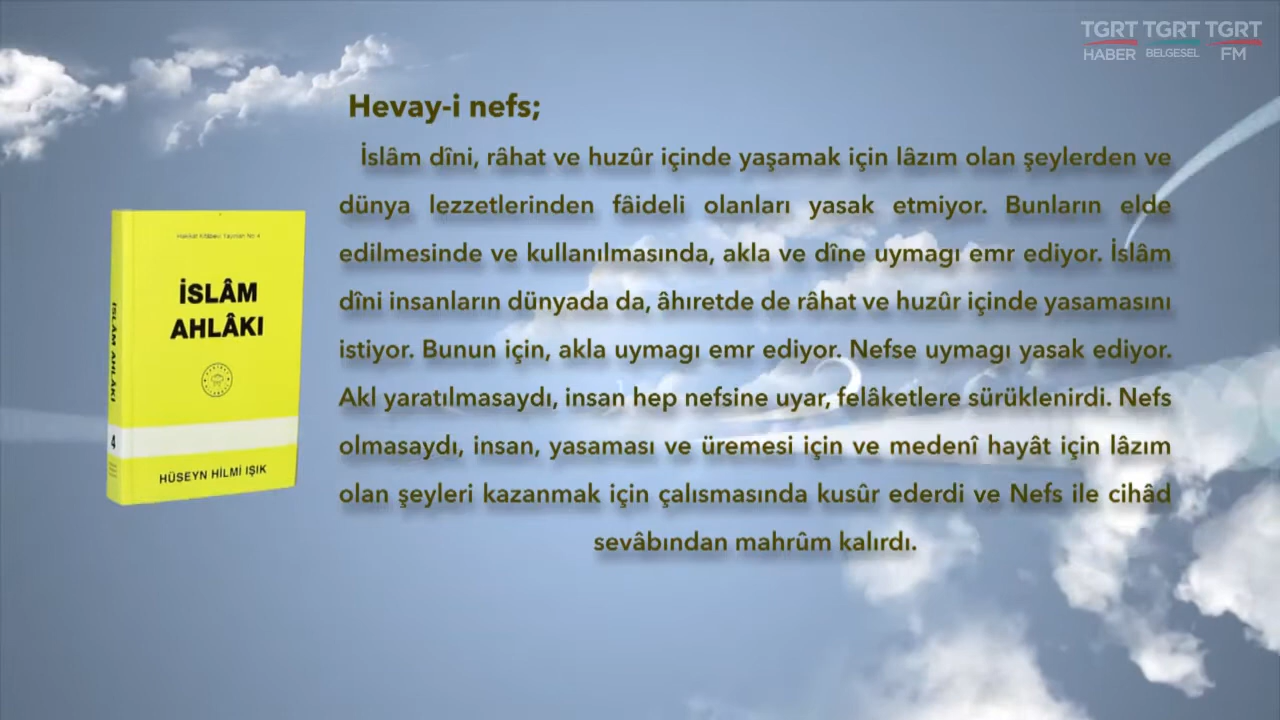 TGRT TGRT TGRT
HABER BELGESEL FM
Hevay-i nefs;
İslâm dîni, râhat ve huzûr içinde yaşamak için lâzım olan şeylerden ve
dünya lezzetlerinden fâideli olanları yasak etmiyor. Bunların elde
edilmesinde ve kullanılmasında, akla ve dîne uymagı emr ediyor. İslâm
dîni insanların dünyada da, âhıretde de râhat ve huzûr içinde yasamasını
istiyor. Bunun için, akla uymagı emr ediyor. Nefse uymagı yasak ediyor.
Akl yaratılmasaydı, insan hep nefsine uyar, felâketlere sürüklenirdi. Nefs
olmasaydı, insan, yasaması ve üremesi için ve medenî hayât için lâzım
olan şeyleri kazanmak için çalısmasında kusûr ederdi ve Nefs ile cihâd
sevâbından mahrûm kalırdı.
Hakîkat Kitâbevi Yayınları No: 4
İSLÂM
AHLÂKI
HÜSEYN HİLMİ IŞIK
İSLÂM AHLÂKI
4